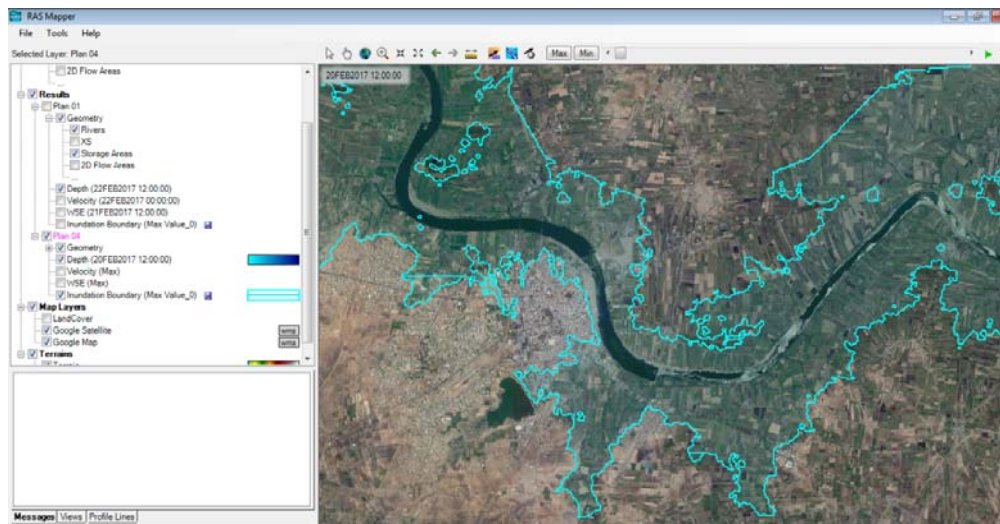 RAS Mapper
File Tools Help
Selected Layer: Plan 04
Max Min
20FEB2017 12:00:00
2D Flow Areas
...
Results
Plan 01
Geometry
Rivers
XS
Storage Areas
2D Flow Areas
...
Depth (22FEB2017 12:00:00)
Velocity (22FEB2017 00:00:00)
WSE (21FEB2017 12:00:00)
Inundation Boundary (Max Value_0)
Plan 04
Geometry
Depth (20FEB2017 12:00:00)
Velocity (Max)
WSE (Max)
Inundation Boundary (Max Value_0)
Map Layers
LandCover
Google Satellite
wms
Google Map
wms
Terrains
Messages Views Profile Lines